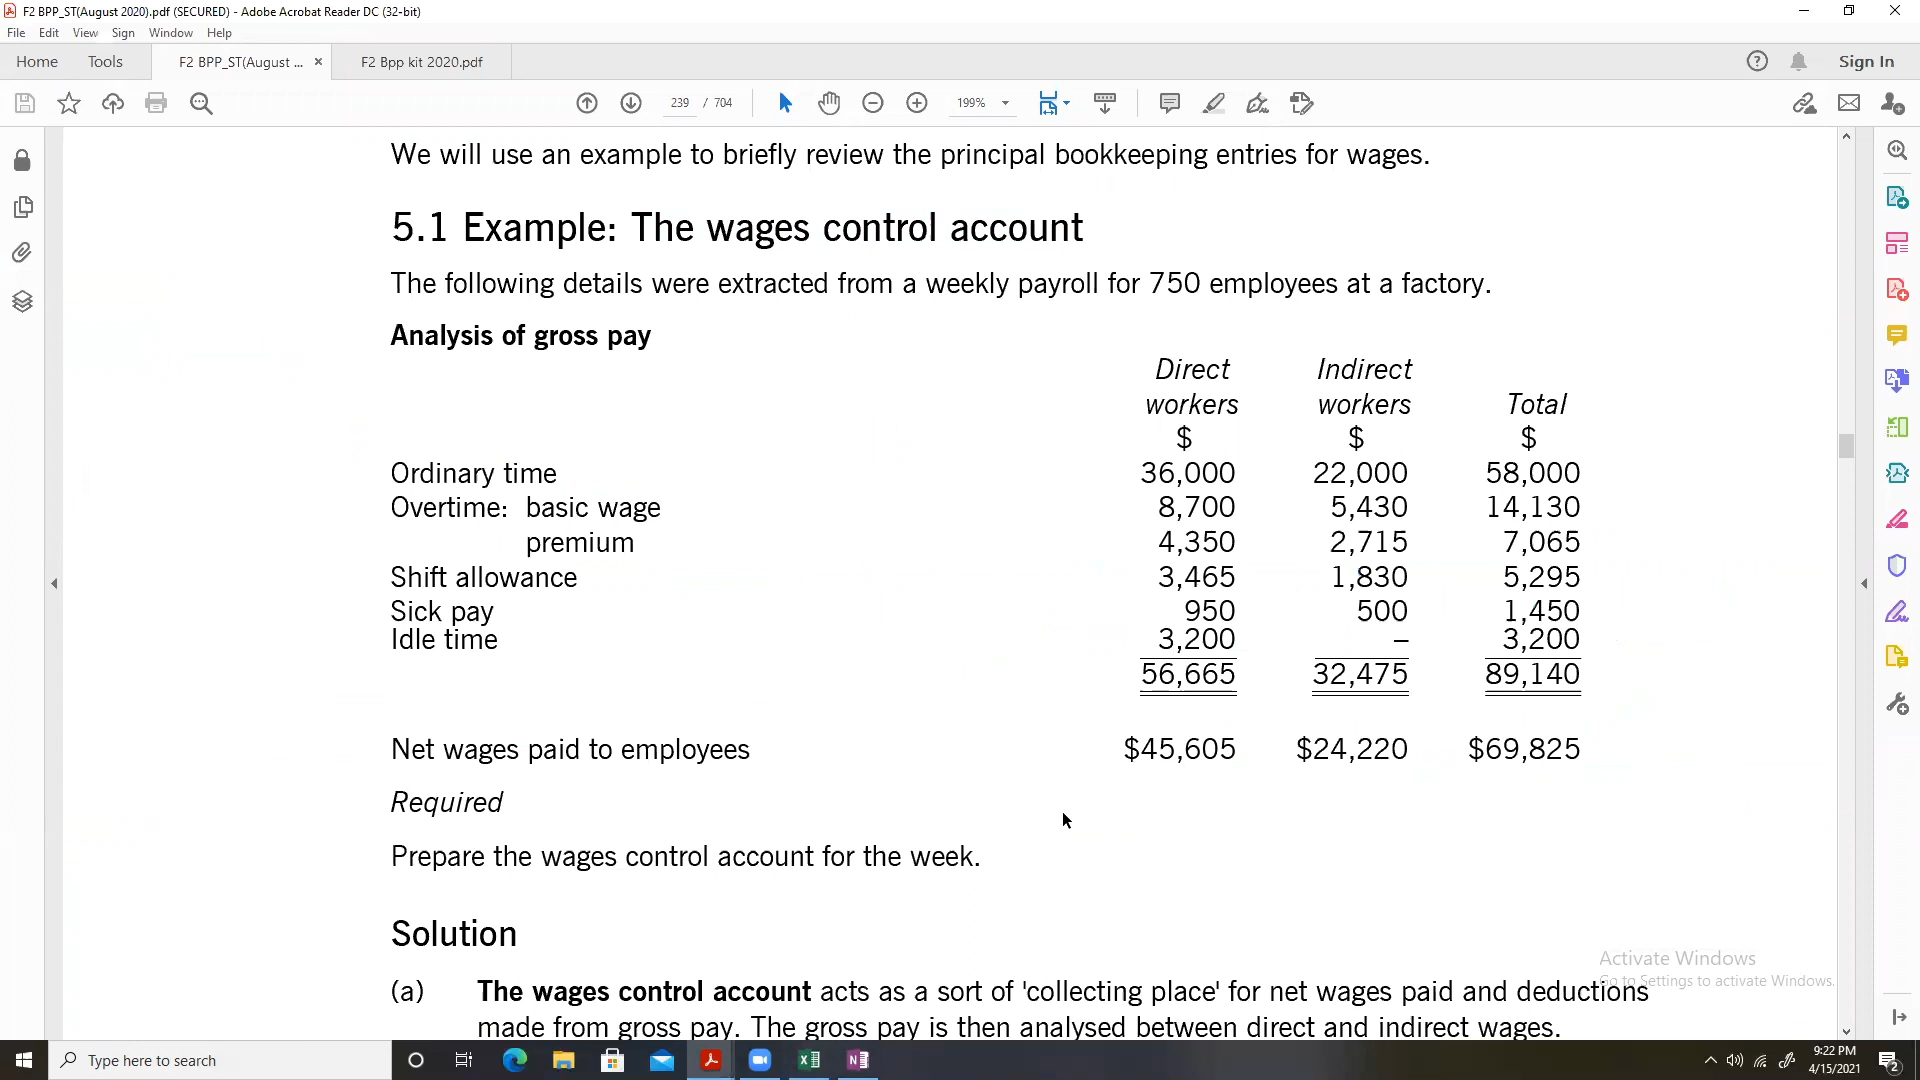 F2 BPP_ST(August 2020).pdf (SECURED) - Adobe Acrobat Reader DC (32-bit)
File Edit View Sign Window Help
Home Tools F2 BPP_ST(August ... × F2 Bpp kit 2020.pdf Sign In
239 / 704 199%
We will use an example to briefly review the principal bookkeeping entries for wages.
5.1 Example: The wages control account
The following details were extracted from a weekly payroll for 750 employees at a factory.
Analysis of gross pay
Direct Indirect
workers workers Total
$ $ $
Ordinary time 36,000 22,000 58,000
Overtime: basic wage 8,700 5,430 14,130
premium 4,350 2,715 7,065
Shift allowance 3,465 1,830 5,295
Sick pay 950 500 1,450
Idle time 3,200 – 3,200
56,665 32,475 89,140
Net wages paid to employees $45,605 $24,220 $69,825
Required
Prepare the wages control account for the week.
Solution
Activate Windows
Go to Settings to activate Windows.
(a) The wages control account acts as a sort of 'collecting place' for net wages paid and deductions
made from gross pay. The gross pay is then analysed between direct and indirect wages.
Type here to search
9:22 PM
4/15/2021
2